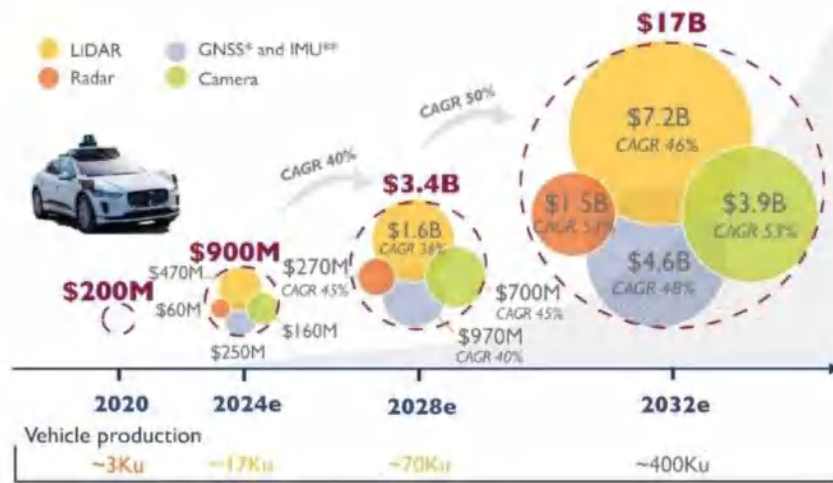 $17B
LiDAR
GNSS* and IMU**
Radar
Camera
CAGR 40%
CAGR 50%
$7.2B
CAGR 46%
$3.4B
$1.5B
$3.9B
CAGR 53%
$1.6B
CAGR 36%
$900M
$470M
$270M
CAGR 45%
$200M
$60M
$4.6B
CAGR 48%
$700M
CAGR 45%
$160M
$970M
CAGR 40%
$250M
2020
2024e
2028e
2032e
Vehicle production
~3Ku
~17Ku
~70Ku
~400Ku